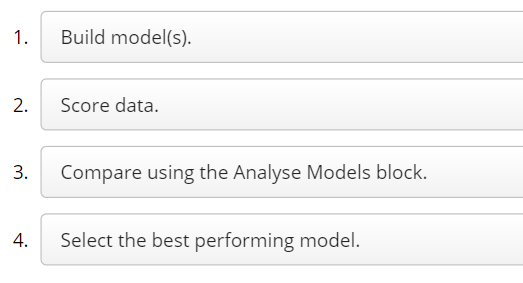 1. Build model(s).
2. Score data.
3. Compare using the Analyse Models block.
4. Select the best performing model.